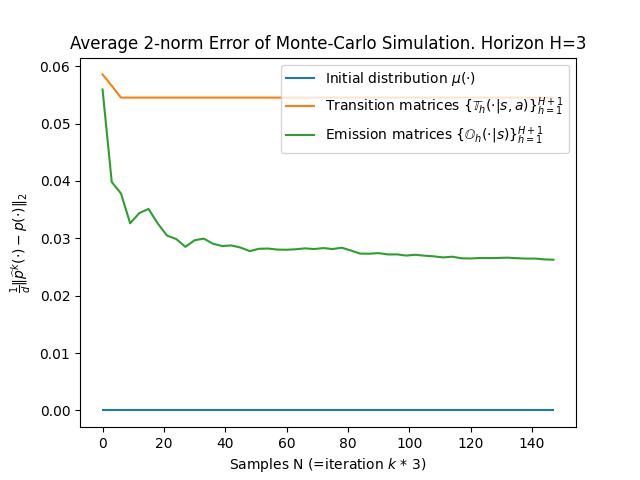 Average 2-norm Error of Monte-Carlo Simulation. Horizon H=3
Initial distribution μ(·)
Transition matrices {𝕋ₕ(·|s, a)}ᴴ⁺¹ₕ₌₁
Emission matrices {𝕆ₕ(·|s)}ᴴ⁺¹ₕ₌₁
1/d ‖p̂ᵏ(·) − p(·)‖₂
0.06
0.05
0.04
0.03
0.02
0.01
0.00
0 20 40 60 80 100 120 140
Samples N (=iteration k * 3)